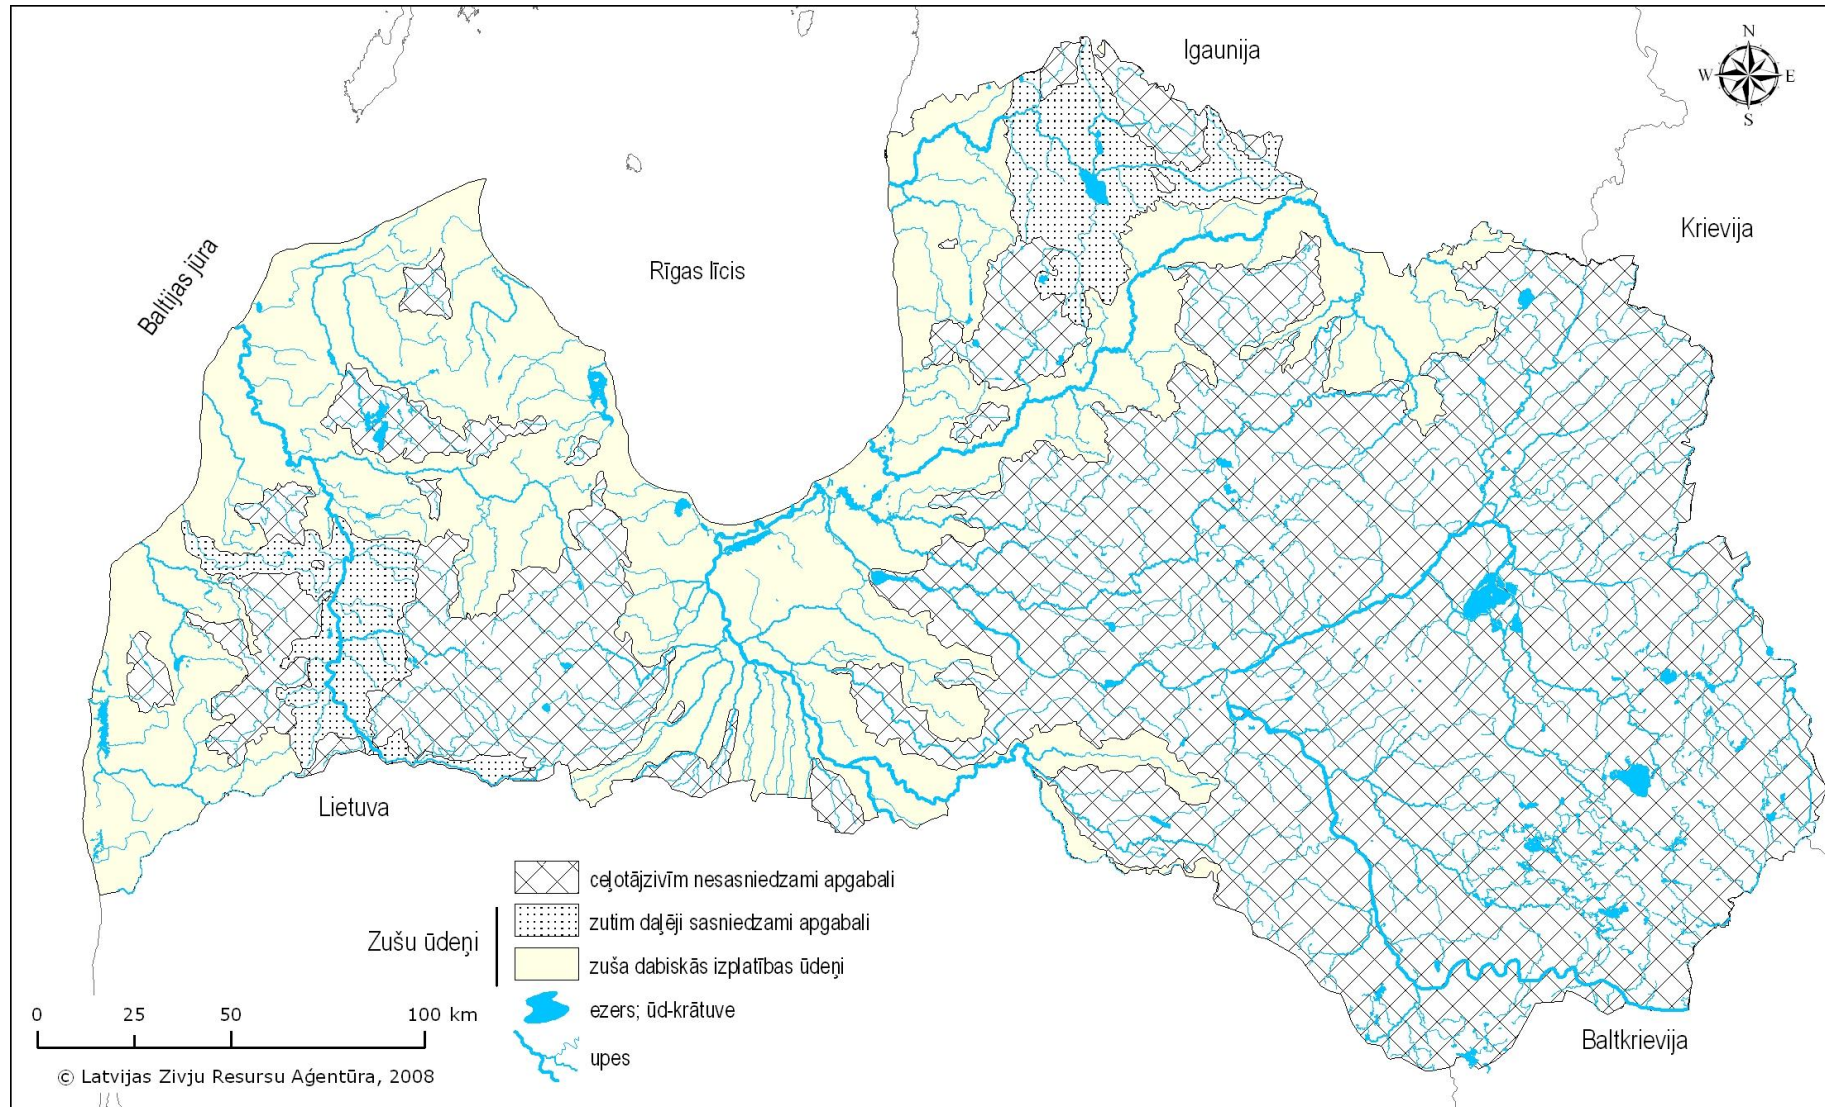 Igaunija
N
W E
S
Krievija
Baltijas jūra
Rīgas līcis
Lietuva
ceļotājzivīm nesasniedzami apgabali
Zušu ūdeņi
zutim daļēji sasniedzami apgabali
zuša dabiskās izplatības ūdeņi
ezers; ūd-krātuve
upes
0 25 50 100 km
© Latvijas Zivju Resursu Aģentūra, 2008
Baltkrievija